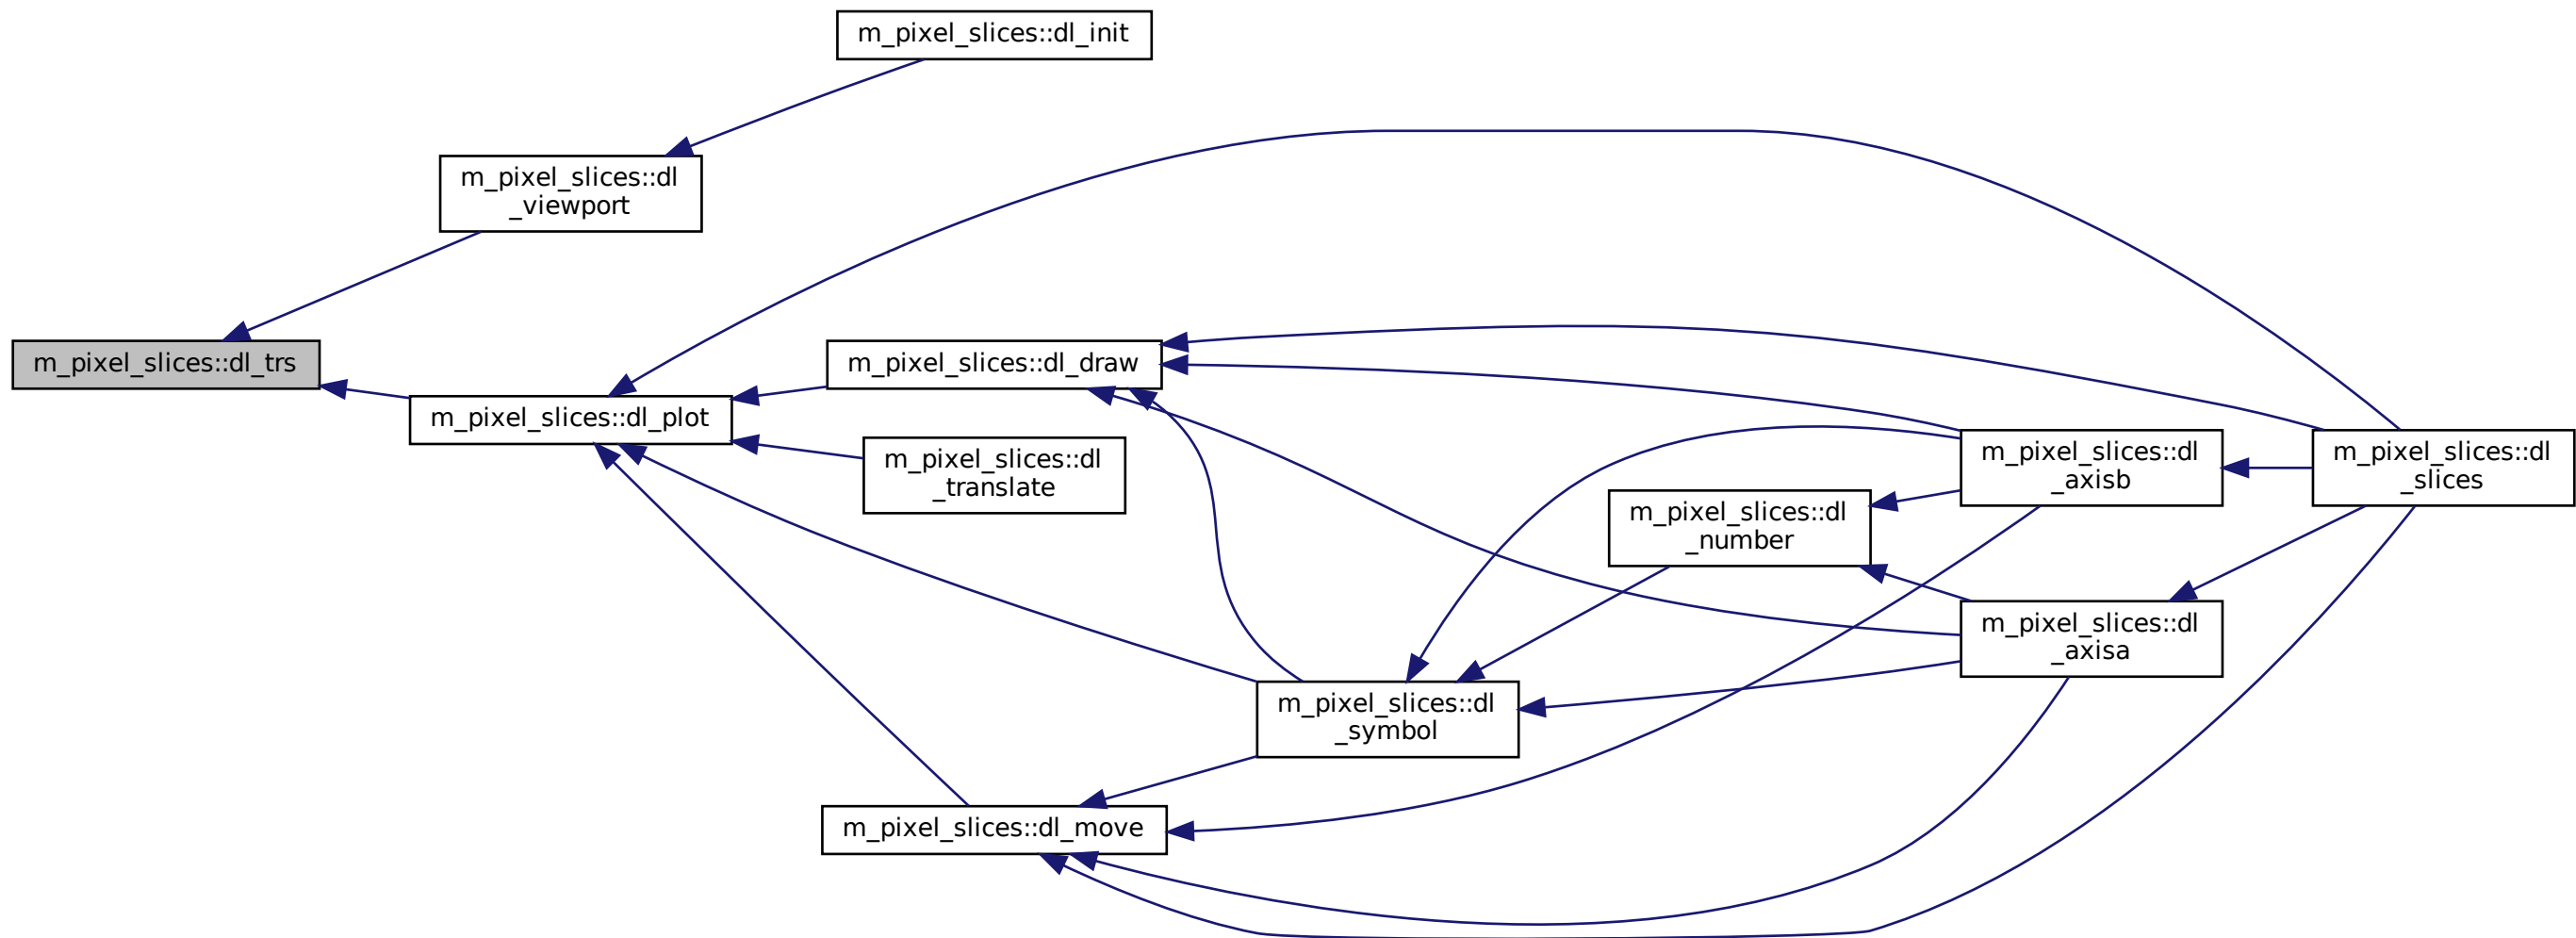 m_pixel_slices::dl_init
m_pixel_slices::dl
_viewport
m_pixel_slices::dl_trs
m_pixel_slices::dl_plot
m_pixel_slices::dl_draw
m_pixel_slices::dl
_translate
m_pixel_slices::dl
_symbol
m_pixel_slices::dl_move
m_pixel_slices::dl
_number
m_pixel_slices::dl
_axisb
m_pixel_slices::dl
_axisa
m_pixel_slices::dl
_slices